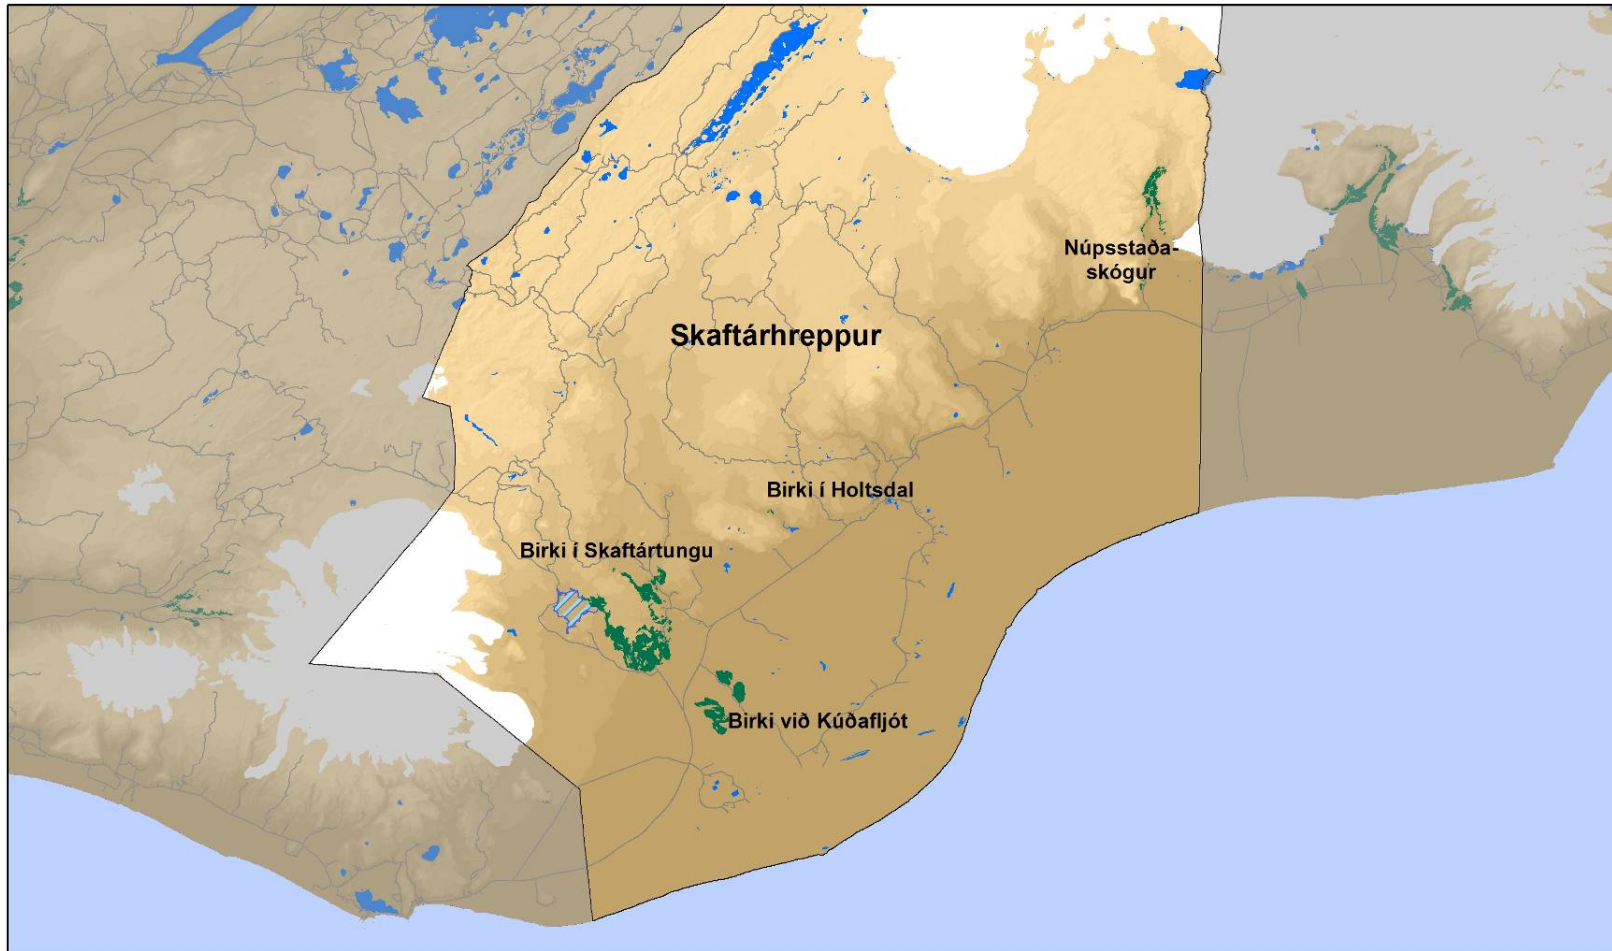 Núpsstaða-
skógur
Skaftárhreppur
Birki í Holtsdal
Birki í Skaftártungu
Birki við Kúðafljót